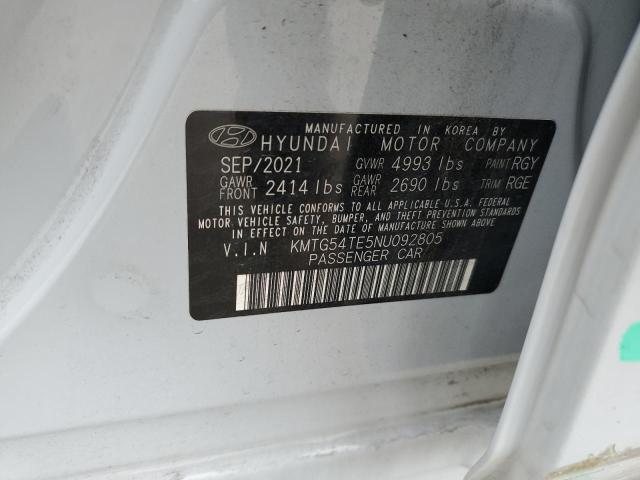 MANUFACTURED IN KOREA BY
HYUNDAI MOTOR COMPANY
SEP/2021 GVWR 4993 lbs PAINT RGY
GAWR FRONT 2414 lbs GAWR REAR 2690 lbs TRIM RGE
THIS VEHICLE CONFORMS TO ALL APPLICABLE U.S.A. FEDERAL
MOTOR VEHICLE SAFETY, BUMPER, AND THEFT PREVENTION STANDARDS
IN EFFECT ON THE DATE OF MANUFACTURE SHOWN ABOVE
V.I.N KMTG54TE5NU092805
PASSENGER CAR